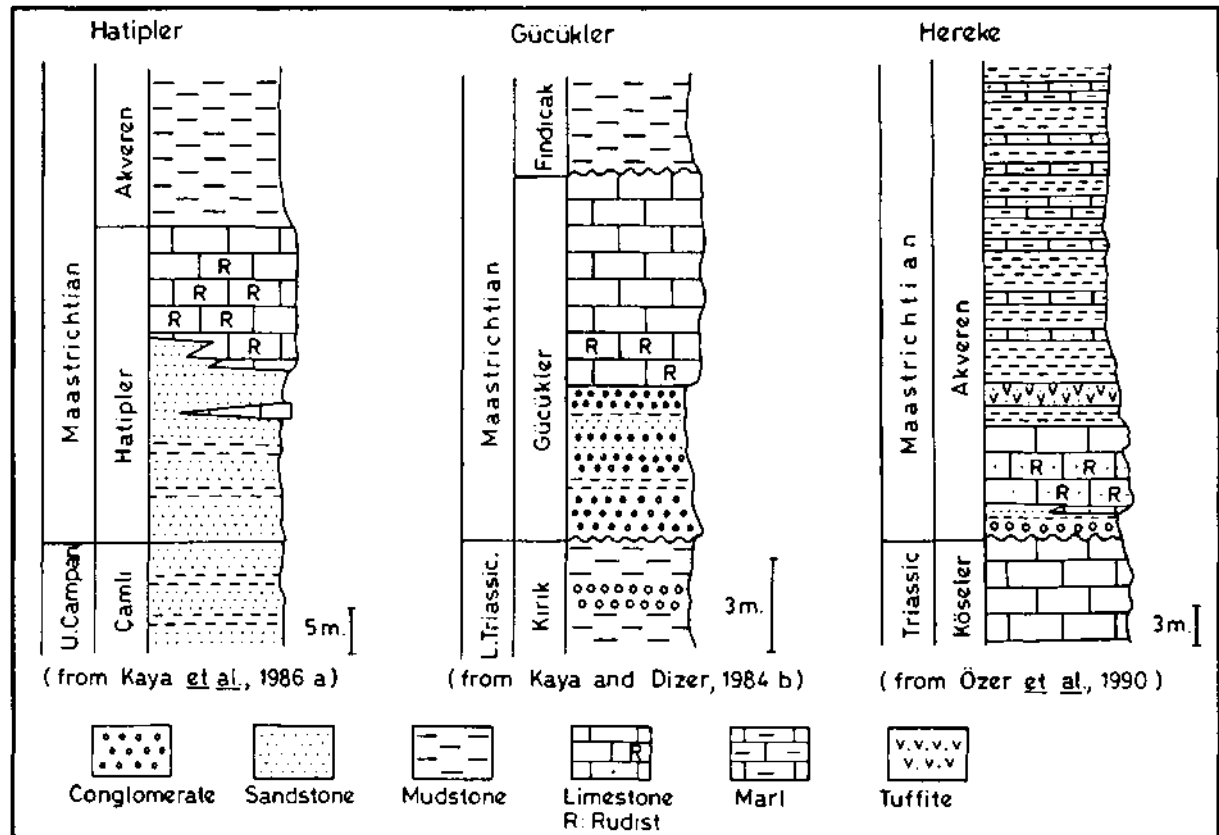 Hatipler
Gücükler
Hereke
Maastrichtian
U.Campan
Akveren
Hatipler
Çamlı
R
R R
R R
R
5m.
Maastrichtian
L.Triassic.
Findicak
Gücükler
Kırık
R R
R
3m.
Maastrichtian
Triassic
Akveren
Köseler
R R
R R
3m.
(from Kaya et al., 1986 a)
(from Kaya and Dizer, 1984 b)
(from Özer et al., 1990)
R
Conglomerate
Sandstone
Mudstone
Limestone
R: Rudist
Marl
Tuffite